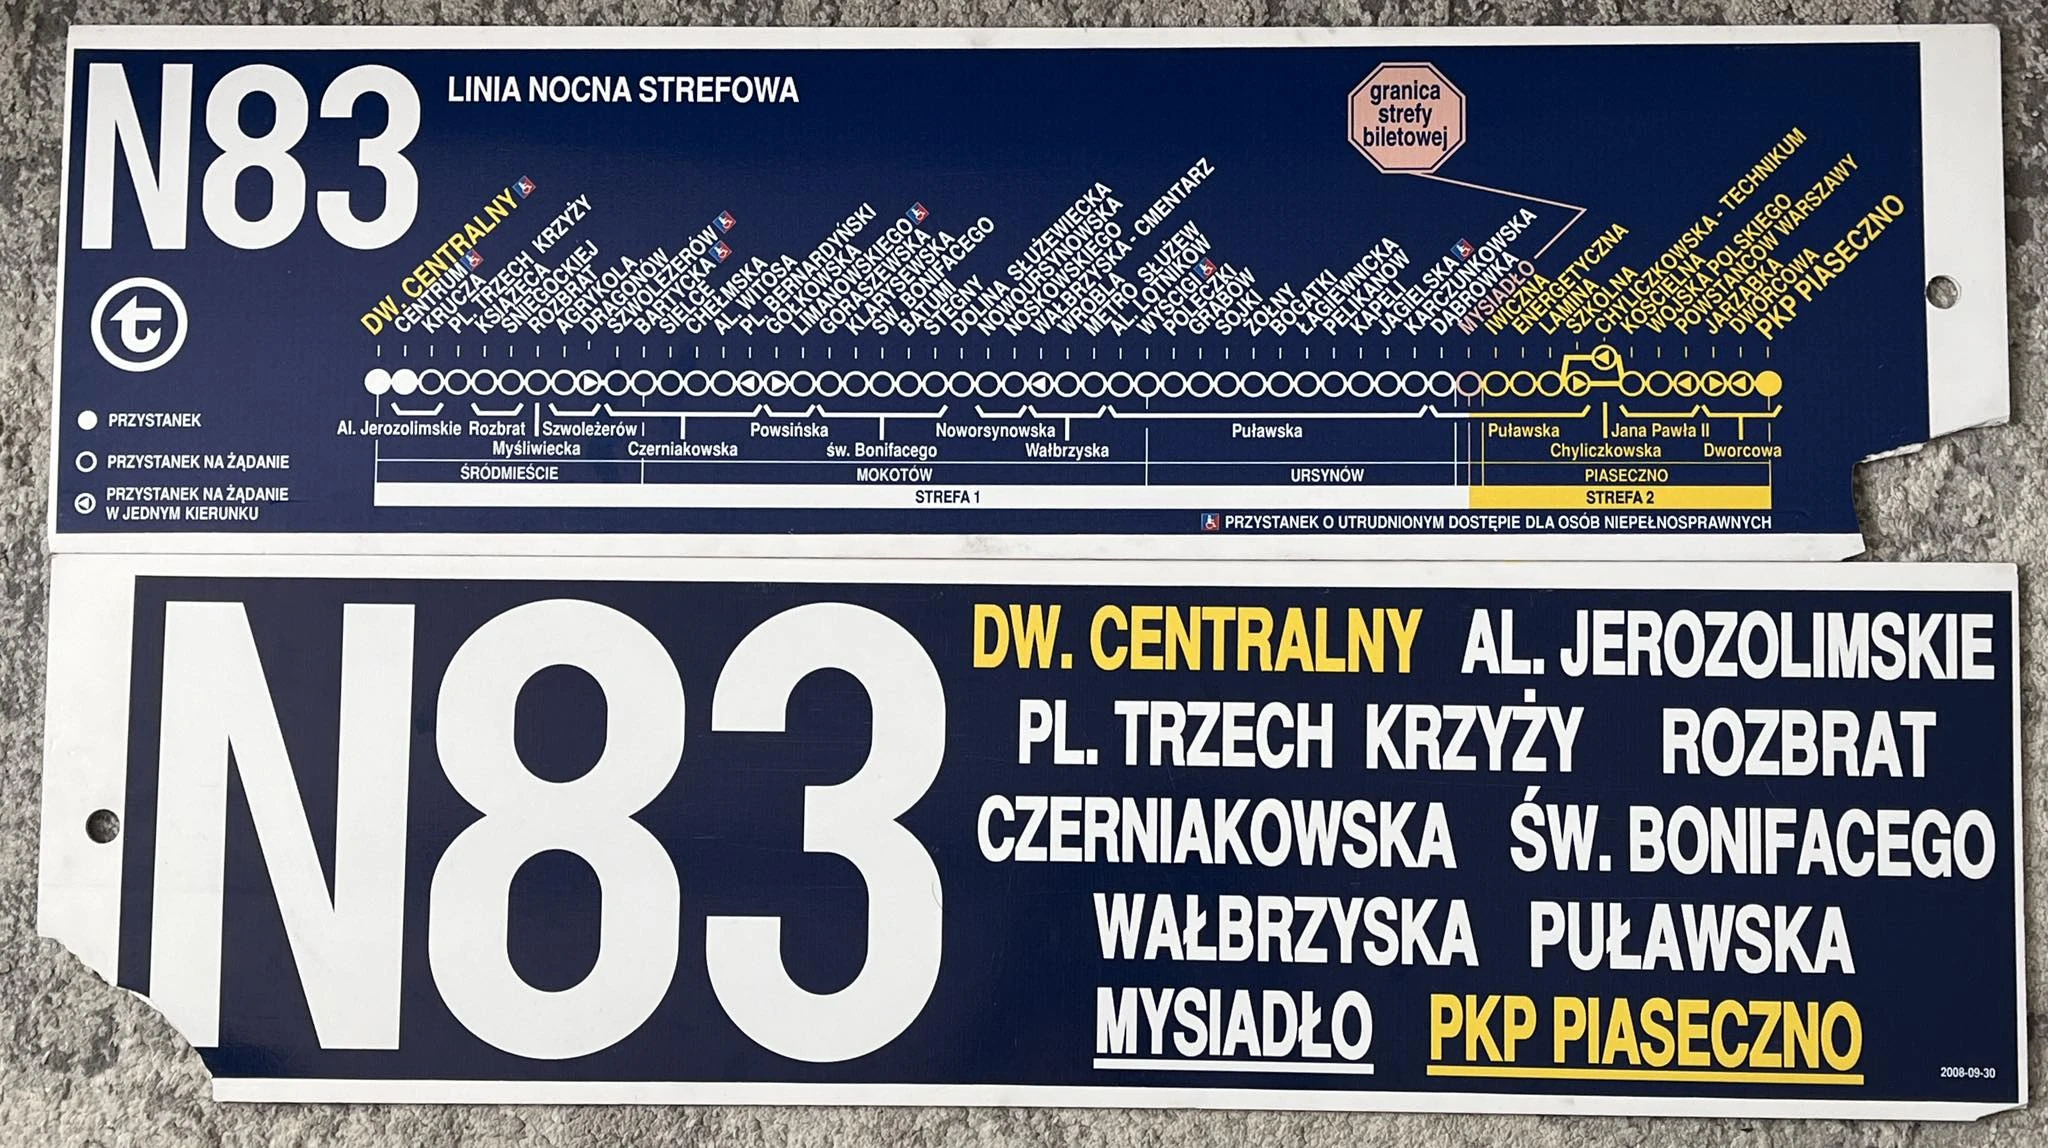 N83
LINIA NOCNA STREFOWA
granica
strefy
biletowej
DW. CENTRALNY
CENTRUM
KRUCZA
PL. TRZECH KRZYŻY
KSIĄŻĘCA
ŚNIEGOCKIEJ
ROZBRAT
AGRYKOLA
DRAGONÓW
SZWOLEŻERÓW
BARTYCKA
SIELCE
CHEŁMSKA
AL. WITOSA
PL. BERNARDYŃSKI
GÓŁKOWSKA
LIMANOWSKIEGO
GORASZEWSKA
KLARYSEWSKA
ŚW. BONIFACEGO
BATUMI
STEGNY
DOLINA SŁUŻEWIECKA
NOWOURSYNOWSKA
NOSKOWSKIEGO
WAŁBRZYSKA - CMENTARZ
WRÓBLA
METRO SŁUŻEW
AL. LOTNIKÓW
WYŚCIGI
POLECZKI
GRABÓW
SÓJKI
ŻOŁNY
BOGATKI
ŁAGIEWNICKA
PELIKANÓW
KAPELI
JAGIELSKA
KARCZUNKOWSKA
DĄBRÓWKA
MYSIADŁO
IWICZNA
ENERGETYCZNA
LAMINA
SZKOLNA
CHYLICZKOWSKA - TECHNIKUM
KOŚCIELNA
WOJSKA POLSKIEGO
POWSTAŃCÓW WARSZAWY
JARZĄBKA
DWORCOWA
PKP PIASECZNO
t
PRZYSTANEK
PRZYSTANEK NA ŻĄDANIE
PRZYSTANEK NA ŻĄDANIE
W JEDNYM KIERUNKU
Al. Jerozolimskie Rozbrat Szwoleżerów Powsińska Noworsynowska Puławska Puławska Jana Pawła II
Myśliwiecka Czerniakowska św. Bonifacego Wałbrzyska Chyliczkowska Dworcowa
ŚRÓDMIEŚCIE MOKOTÓW URSYNÓW PIASECZNO
STREFA 1 STREFA 2
PRZYSTANEK O UTRUDNIONYM DOSTĘPIE DLA OSÓB NIEPEŁNOSPRAWNYCH
N83
DW. CENTRALNY AL. JEROZOLIMSKIE
PL. TRZECH KRZYŻY ROZBRAT
CZERNIAKOWSKA ŚW. BONIFACEGO
WAŁBRZYSKA PUŁAWSKA
MYSIADŁO PKP PIASECZNO
2008-09-30